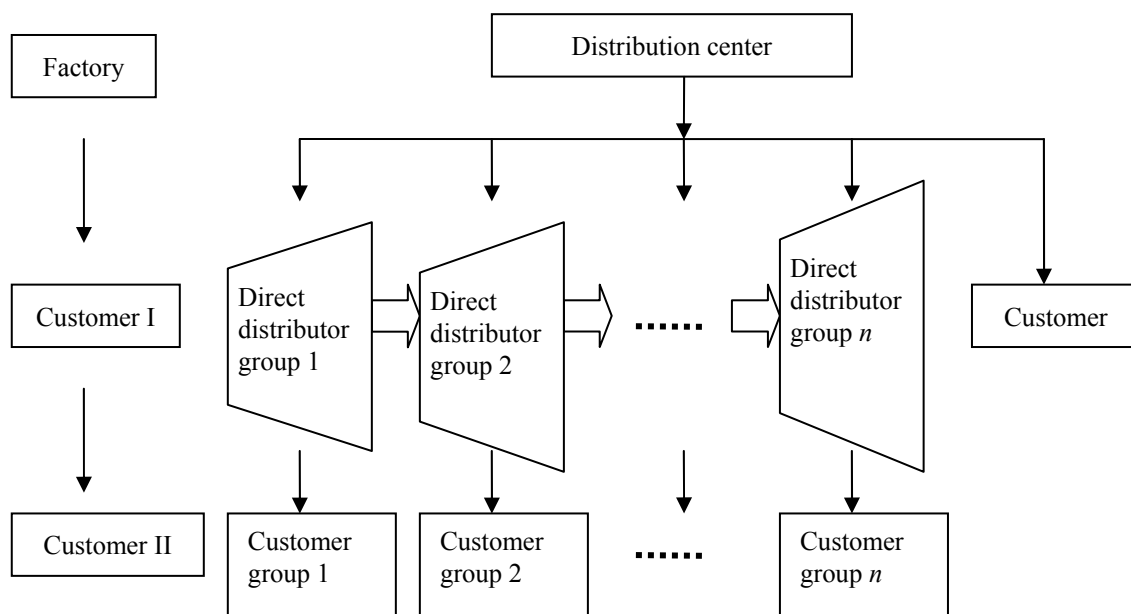 Distribution center
Factory
Direct
distributor
group 1
Direct
distributor
group 2
Direct
distributor
group n
Customer I
Customer
Customer II
Customer
group 1
Customer
group 2
Customer
group n